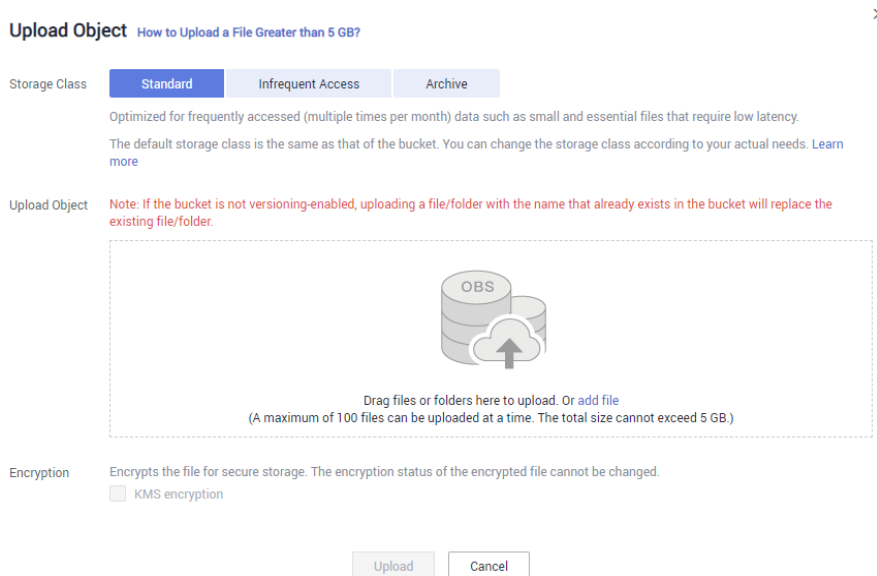 Upload Object How to Upload a File Greater than 5 GB?
Storage Class Standard Infrequent Access Archive
Optimized for frequently accessed (multiple times per month) data such as small and essential files that require low latency.
The default storage class is the same as that of the bucket. You can change the storage class according to your actual needs. Learn
more
Upload Object Note: If the bucket is not versioning-enabled, uploading a file/folder with the name that already exists in the bucket will replace the
existing file/folder.
OBS
Drag files or folders here to upload. Or add file
(A maximum of 100 files can be uploaded at a time. The total size cannot exceed 5 GB.)
Encryption Encrypts the file for secure storage. The encryption status of the encrypted file cannot be changed.
KMS encryption
Upload Cancel